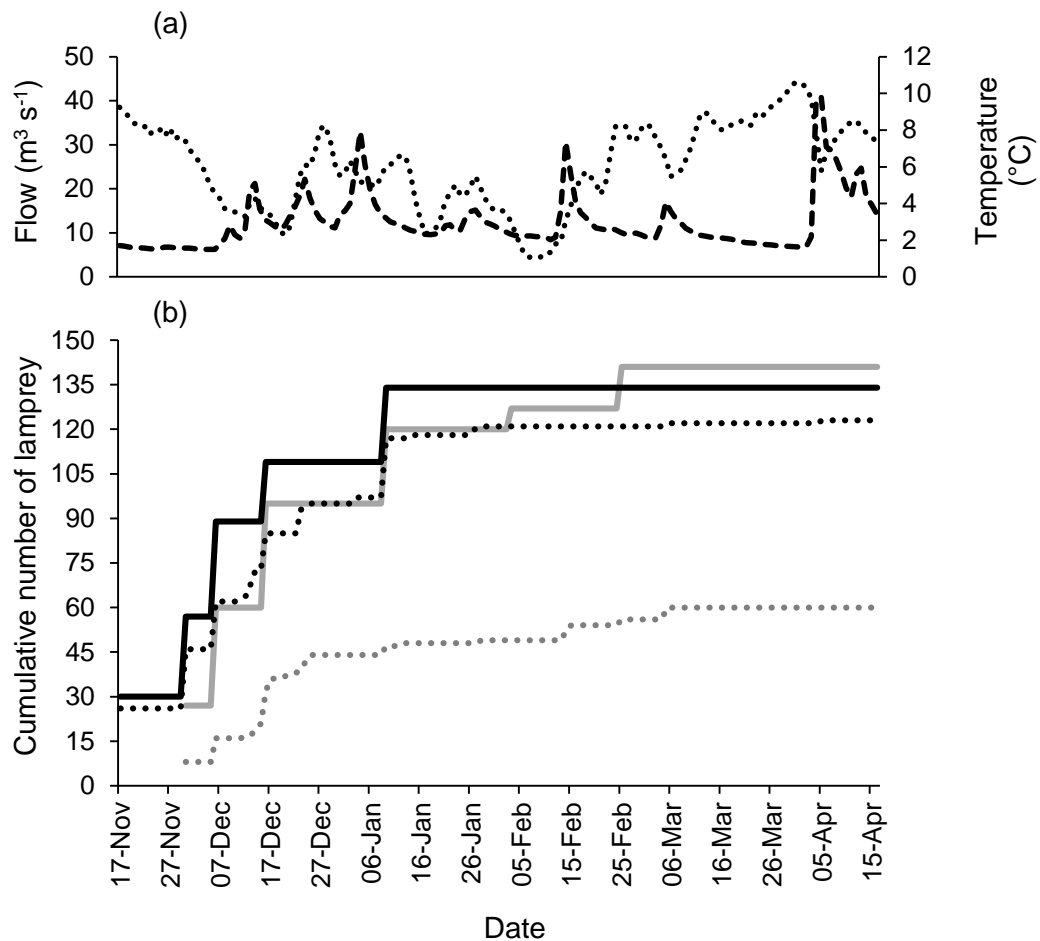 (a)
Flow (m³ s⁻¹)
50
40
30
20
10
0
12
10
8
6
4
2
0
Temperature
(°C)
(b)
Cumulative number of lamprey
150
135
120
105
90
75
60
45
30
15
0
17-Nov
27-Nov
07-Dec
17-Dec
27-Dec
06-Jan
16-Jan
26-Jan
05-Feb
15-Feb
25-Feb
06-Mar
16-Mar
26-Mar
05-Apr
15-Apr
Date